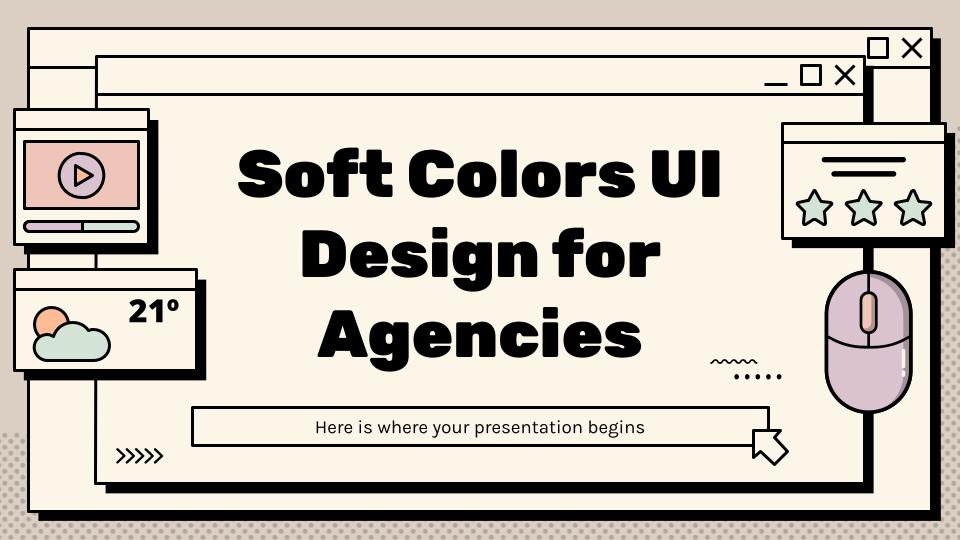 Soft Colors UI
Design for
Agencies
21º
Here is where your presentation begins